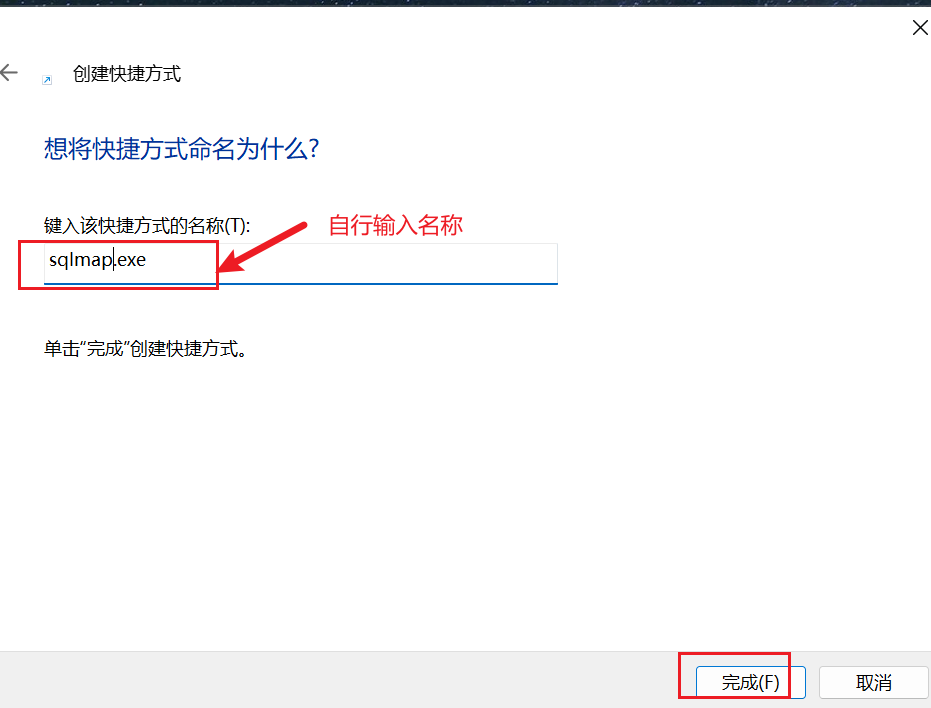 创建快捷方式
想将快捷方式命名为什么?
键入该快捷方式的名称(T):
自行输入名称
sqlmap.exe
单击“完成”创建快捷方式。
完成(F)
取消